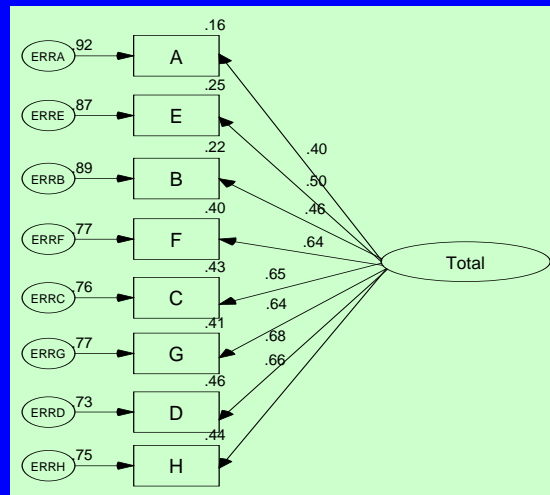 .16
ERRA .92 A
.25
.40
ERRE .87 E
.22
.50
ERRB .89 B
.46
.40
ERRF .77 F
.64
Total
.43
.65
ERRC .76 C
.64
.41
ERRG .77 G
.68
.66
.46
ERRD .73 D
.44
ERRH .75 H